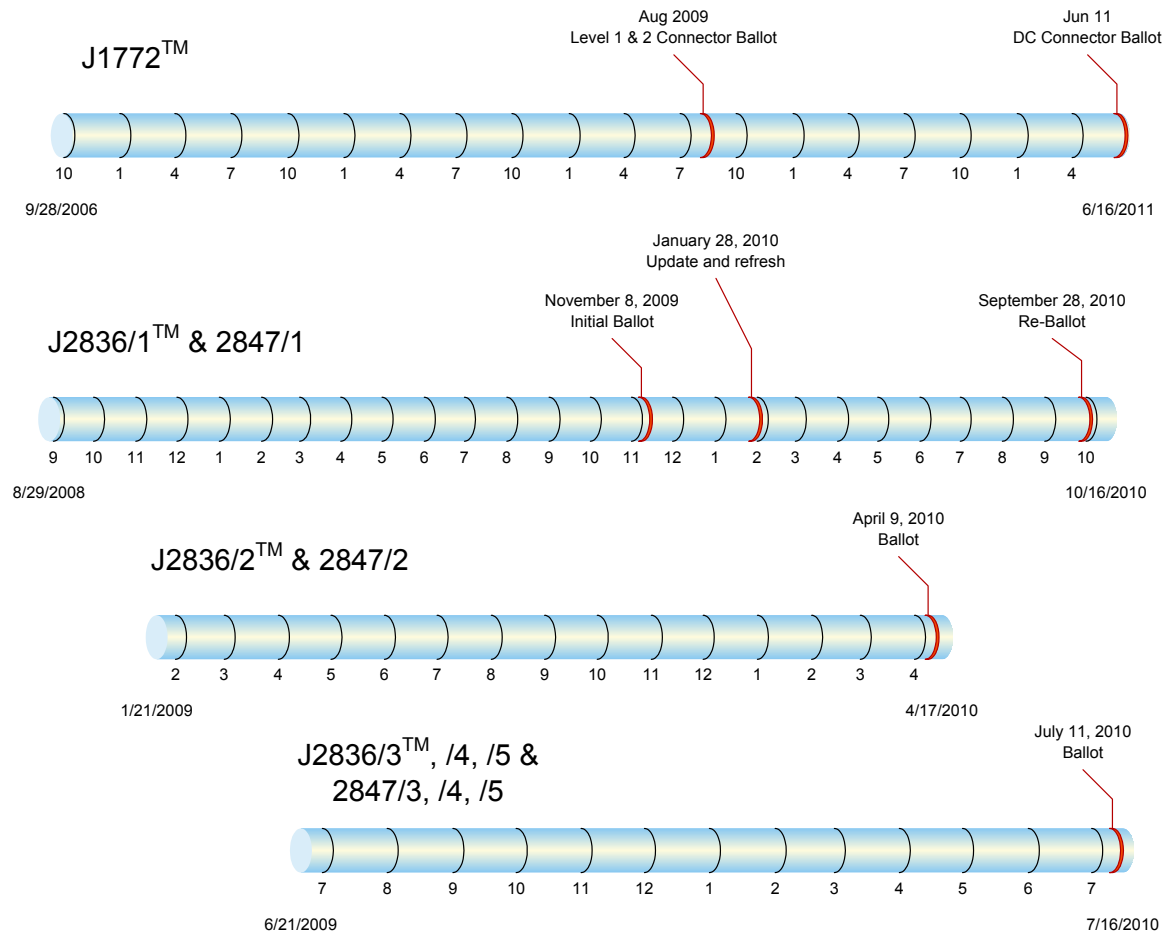 Aug 2009
Level 1 & 2 Connector Ballot
Jun 11
DC Connector Ballot
J1772TM
10 1 4 7 10 1 4 7 10 1 4 7 10 1 4 7 10 1 4
9/28/2006
6/16/2011
January 28, 2010
Update and refresh
November 8, 2009
Initial Ballot
September 28, 2010
Re-Ballot
J2836/1TM & 2847/1
9 10 11 12 1 2 3 4 5 6 7 8 9 10 11 12 1 2 3 4 5 6 7 8 9 10
8/29/2008
10/16/2010
April 9, 2010
Ballot
J2836/2TM & 2847/2
2 3 4 5 6 7 8 9 10 11 12 1 2 3 4
1/21/2009
4/17/2010
July 11, 2010
Ballot
J2836/3TM, /4, /5 &
2847/3, /4, /5
7 8 9 10 11 12 1 2 3 4 5 6 7
6/21/2009
7/16/2010